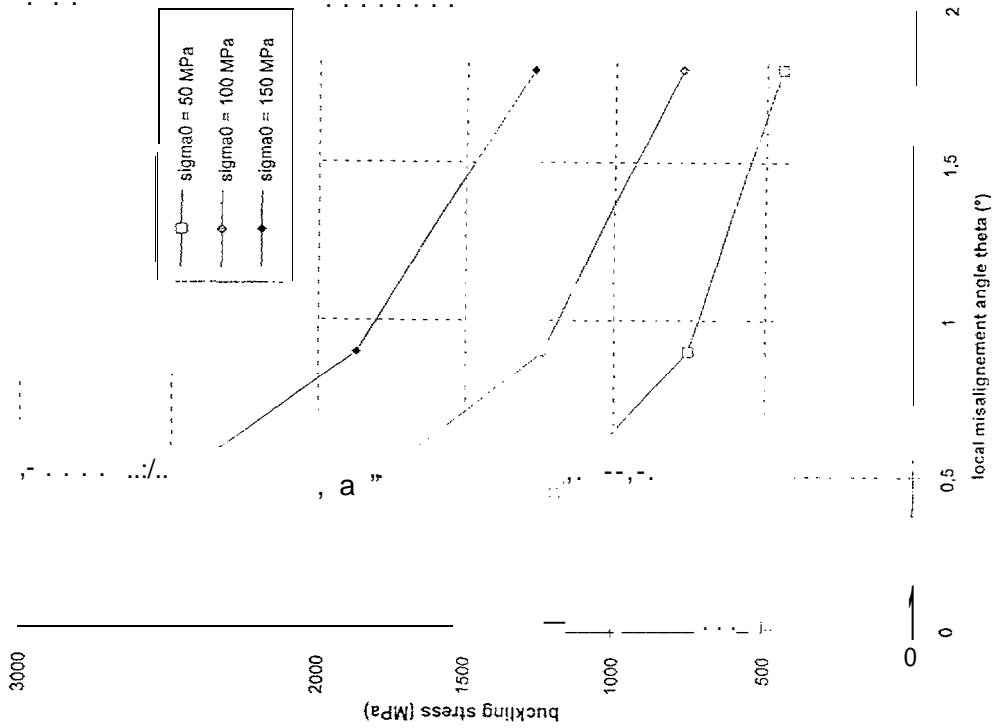 sigma0 = 50 MPa
sigma0 = 100 MPa
sigma0 = 150 MPa
buckling stress (MPa)
3000
2000
1500
1000
500
0
0
0,5
1
1,5
2
local misalignement angle theta (°)